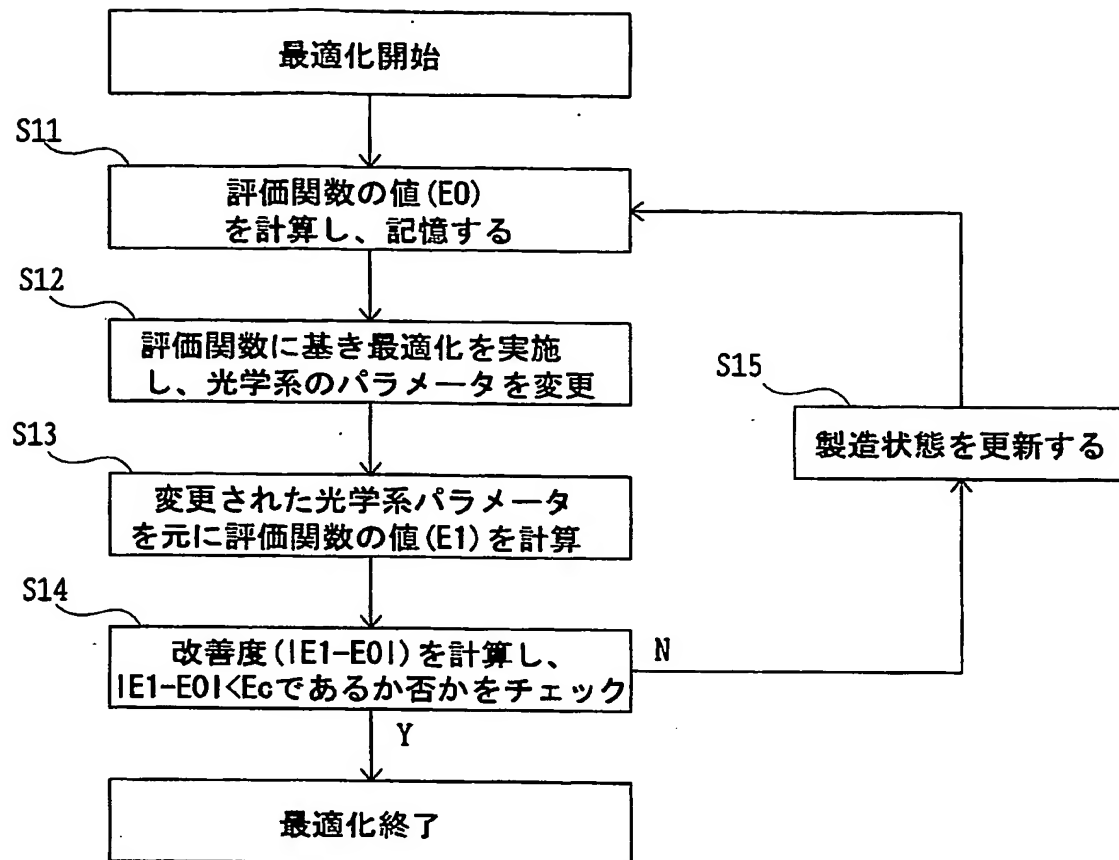 最適化開始
S11
評価関数の値(E0)
を計算し、記憶する
S12
評価関数に基き最適化を実施
し、光学系のパラメータを変更
S15
製造状態を更新する
S13
変更された光学系パラメータ
を元に評価関数の値(E1)を計算
S14
改善度(|E1-E0|)を計算し、
|E1-E0|<Ecであるか否かをチェック
N
Y
最適化終了